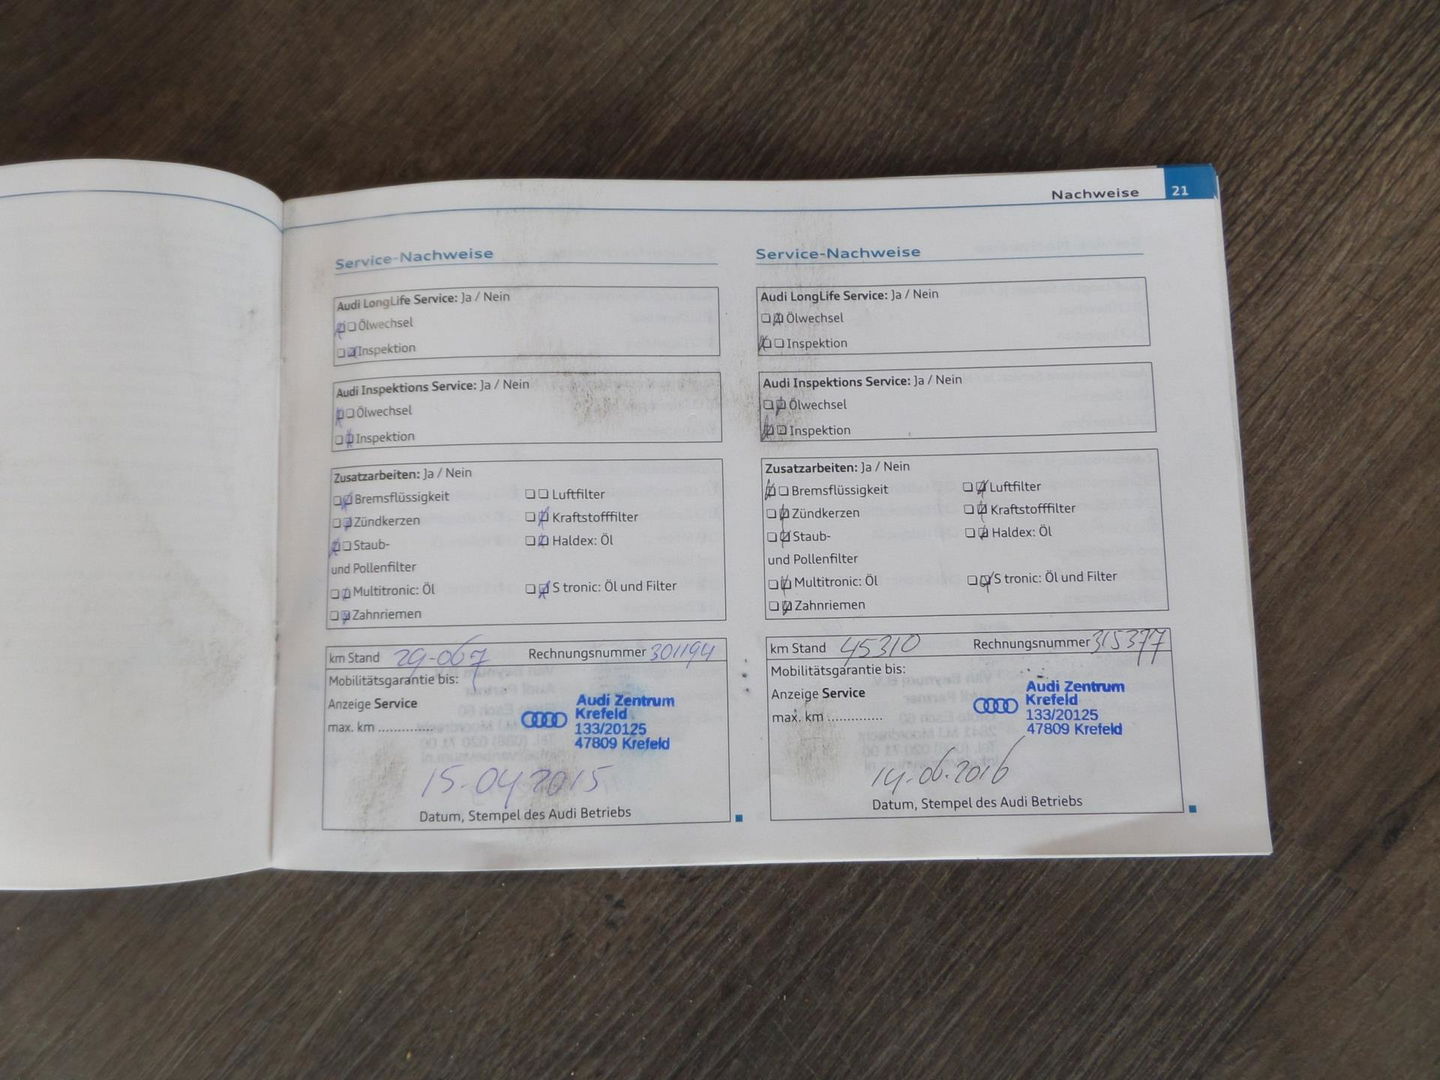 Nachweise 21
Service-Nachweise
Audi LongLife Service: Ja / Nein
Ölwechsel
Inspektion
Audi Inspektions Service: Ja / Nein
Ölwechsel
Inspektion
Zusatzarbeiten: Ja / Nein
Bremsflüssigkeit
Luftfilter
Zündkerzen
Kraftstofffilter
Staub-
Haldex: Öl
und Pollenfilter
Multitronic: Öl
S tronic: Öl und Filter
Zahnriemen
km Stand 29-067 Rechnungsnummer 301194
Mobilitätsgarantie bis:
Anzeige Service
max. km ..............
Audi Zentrum
Krefeld
133/20125
47809 Krefeld
15-04 2015
Datum, Stempel des Audi Betriebs
Service-Nachweise
Audi LongLife Service: Ja / Nein
Ölwechsel
Inspektion
Audi Inspektions Service: Ja / Nein
Ölwechsel
Inspektion
Zusatzarbeiten: Ja / Nein
Bremsflüssigkeit
Luftfilter
Zündkerzen
Kraftstofffilter
Staub-
Haldex: Öl
und Pollenfilter
Multitronic: Öl
S tronic: Öl und Filter
Zahnriemen
km Stand 45310 Rechnungsnummer 315377
Mobilitätsgarantie bis:
Anzeige Service
max. km ..............
Audi Zentrum
Krefeld
133/20125
47809 Krefeld
14-06.2016
Datum, Stempel des Audi Betriebs